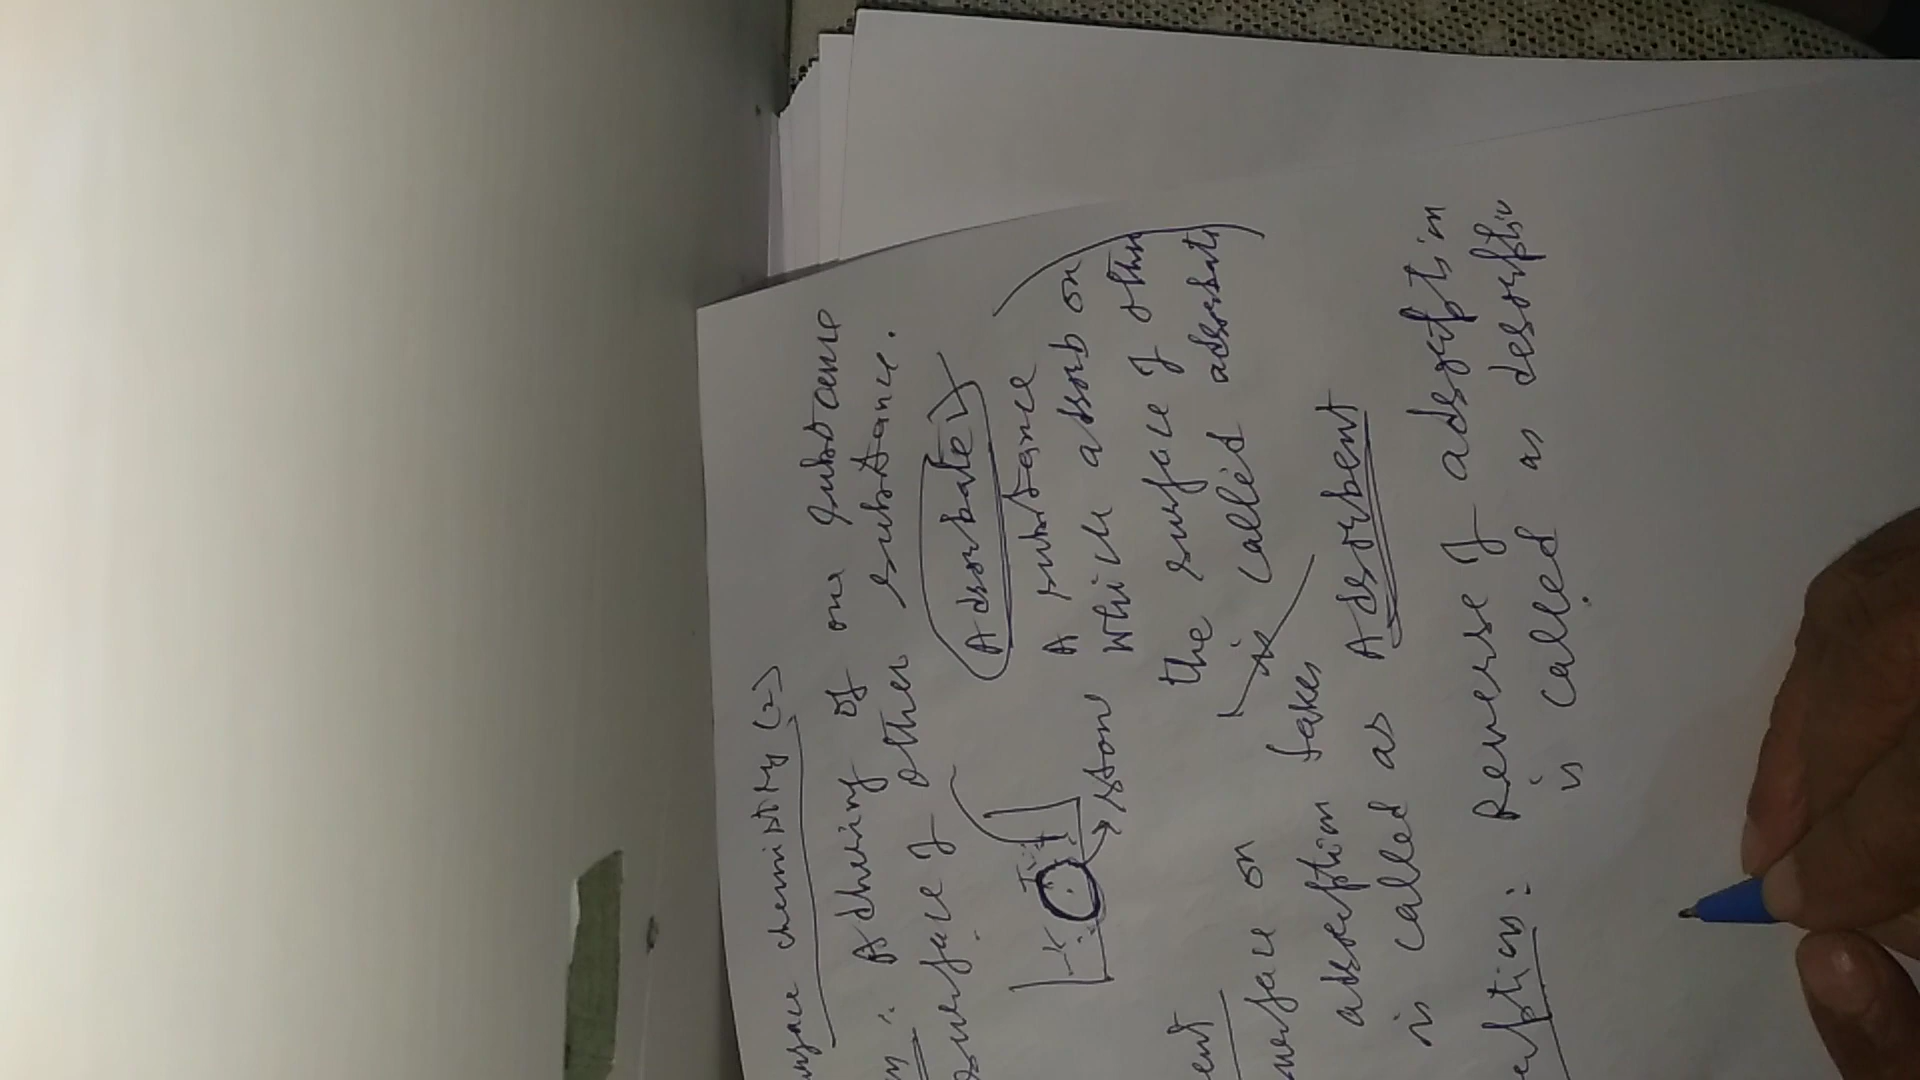 chemistry (2)
Adhering of one substance
surface of other substance.
Adsorbate
A substance
which adsorb on
stone
the surface of other
is called adsorbate
surface on
takes
adsorption
is called as Adsorbent
Reverse of adsorption
is called as desorption